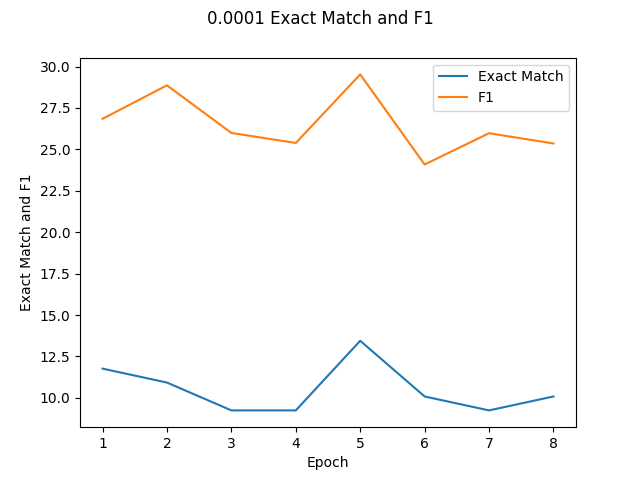 0.0001 Exact Match and F1
Exact Match
F1
30.0
27.5
25.0
22.5
20.0
17.5
15.0
12.5
10.0
Exact Match and F1
1 2 3 4 5 6 7 8
Epoch